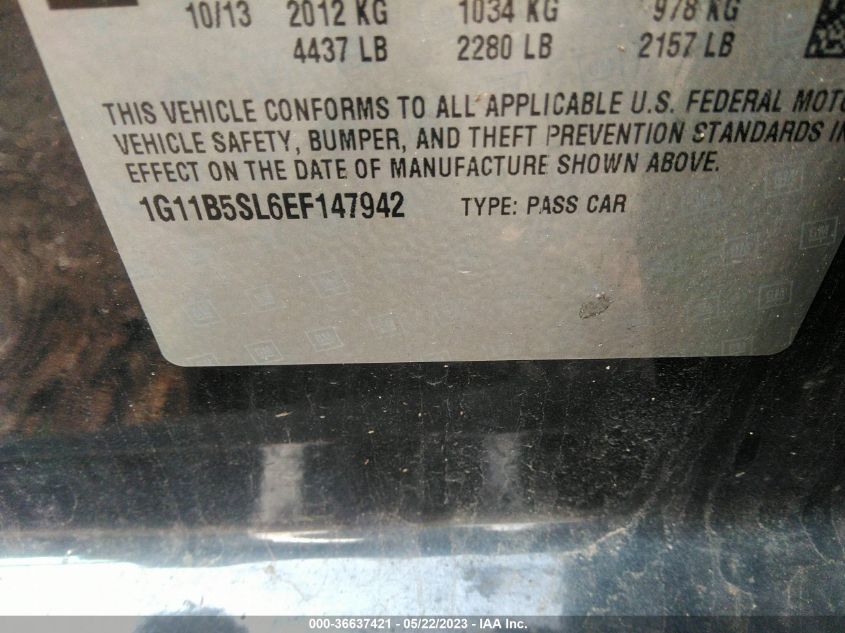 10/13 2012 KG 1034 KG 978 KG
4437 LB 2280 LB 2157 LB
THIS VEHICLE CONFORMS TO ALL APPLICABLE U.S. FEDERAL MOTO
VEHICLE SAFETY, BUMPER, AND THEFT PREVENTION STANDARDS IN
EFFECT ON THE DATE OF MANUFACTURE SHOWN ABOVE.
1G11B5SL6EF147942 TYPE: PASS CAR
000-36637421 - 05/22/2023 - IAA Inc.